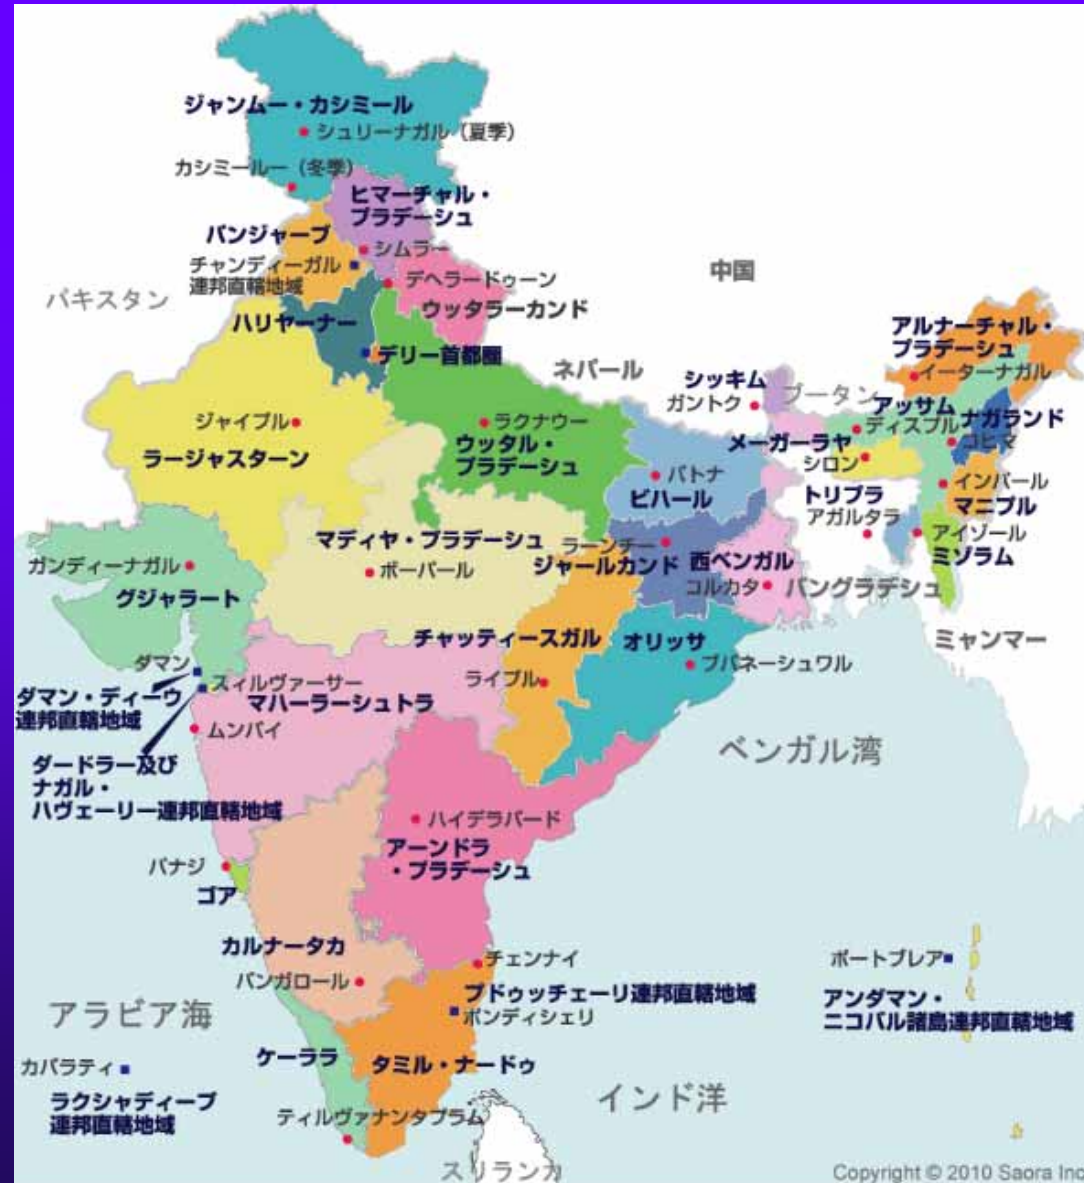 ジャンムー・カシミール
シュリーナガル（夏季）
カシミールー（冬季）
ヒマーチャル・
プラデーシュ
パンジャーブ
シムラー
チャンディーガル
連邦直轄地域
デヘラードゥーン
中国
パキスタン
ウッタラーカンド
ハリヤーナー
アルナーチャル・
プラデーシュ
デリー首都圏
ネパール
シッキム
ブータン
イーターナガル
ガントク
アッサム
ナガランド
ジャイプル
ラクナウー
ディスプル
コヒマ
ウッタル・
プラデーシュ
メーガーラヤ
ラージャスターン
シロン
パトナ
インパール
ビハール
トリプラ
マニプル
アガルタラ
アイゾール
マディヤ・プラデーシュ
ラーンチー
ミゾラム
ガンディーナガル
ボーパール
ジャールカンド
西ベンガル
コルカタ
バングラデシュ
グジャラート
チャッティースガル
オリッサ
ミャンマー
ダマン
ブバネーシュワル
スィルヴァーサー
ライプル
ダマン・ディーウ
連邦直轄地域
マハーラーシュトラ
ムンバイ
ベンガル湾
ダードラー及び
ナガル・
ハヴェーリー連邦直轄地域
ハイデラバード
アーンドラ
・プラデーシュ
パナジ
ゴア
カルナータカ
チェンナイ
ポートブレア
バンガロール
プドゥッチェーリ連邦直轄地域
アンダマン・
ニコバル諸島連邦直轄地域
アラビア海
ポンディシェリ
ケーララ
タミル・ナードゥ
カバラティ
インド洋
ラクシャディープ
連邦直轄地域
ティルヴァナンタプラム
スリランカ
Copyright © 2010 Saora Inc